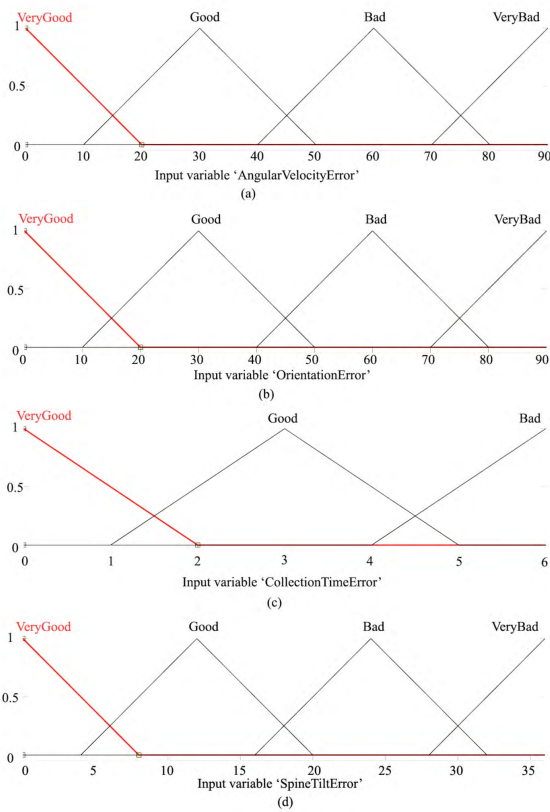 VeryGood Good Bad VeryBad
1
0.5
0
0 10 20 30 40 50 60 70 80 90
Input variable ‘AngularVelocityError’
(a)
VeryGood Good Bad VeryBad
1
0.5
0
0 10 20 30 40 50 60 70 80 90
Input variable ‘OrientationError’
(b)
VeryGood Good Bad
1
0.5
0
0 1 2 3 4 5 6
Input variable ‘CollectionTimeError’
(c)
VeryGood Good Bad VeryBad
1
0.5
0
0 5 10 15 20 25 30 35
Input variable ‘SpineTiltError’
(d)